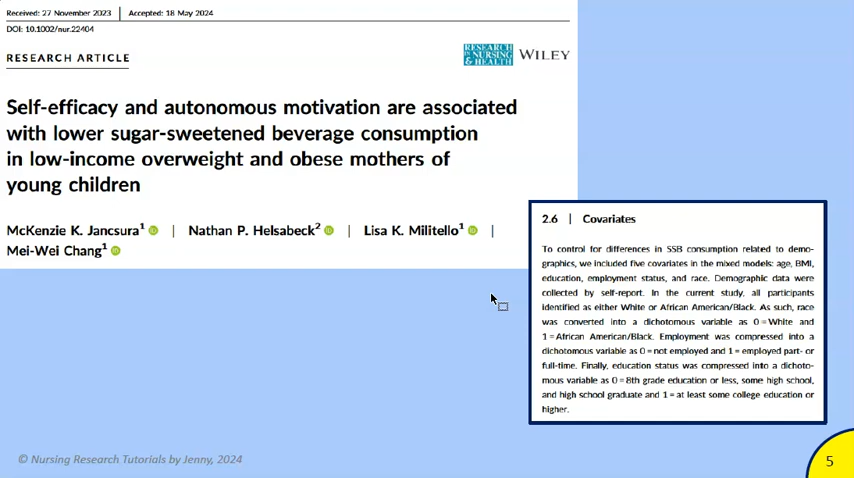 Received: 27 November 2023 | Accepted: 18 May 2024
DOI: 10.1002/nur.22404
RESEARCH ARTICLE
RESEARCH
IN NURSING
& HEALTH
WILEY
Self-efficacy and autonomous motivation are associated
with lower sugar-sweetened beverage consumption
in low-income overweight and obese mothers of
young children
McKenzie K. Jancsura1 | Nathan P. Helsabeck2 | Lisa K. Militello1 |
Mei-Wei Chang1
2.6 | Covariates
To control for differences in SSB consumption related to demo-
graphics, we included five covariates in the mixed models: age, BMI,
education, employment status, and race. Demographic data were
collected by self-report. In the current study, all participants
identified as either White or African American/Black. As such, race
was converted into a dichotomous variable as 0 = White and
1 = African American/Black. Employment was compressed into a
dichotomous variable as 0 = not employed and 1 = employed part- or
full-time. Finally, education status was compressed into a dichoto-
mous variable as 0 = 8th grade education or less, some high school,
and high school graduate and 1 = at least some college education or
higher.
© Nursing Research Tutorials by Jenny, 2024
5